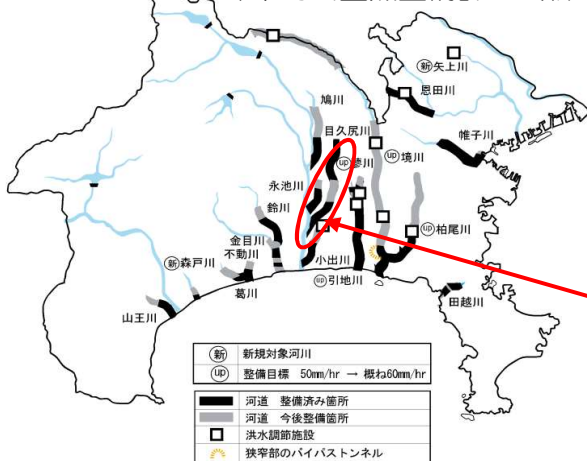 新 矢上川
恩田川
帷子川
鳩川
目久尻川
up 蓼川
up 境川
永池川
鈴川
up 柏尾川
金目川
不動川
新 森戸川
小出川
葛川
up 引地川
山王川
田越川
新 新規対象河川
up 整備目標 50mm/hr → 概ね60mm/hr
河道 整備済み箇所
河道 今後整備箇所
洪水調節施設
狭窄部のバイパストンネル